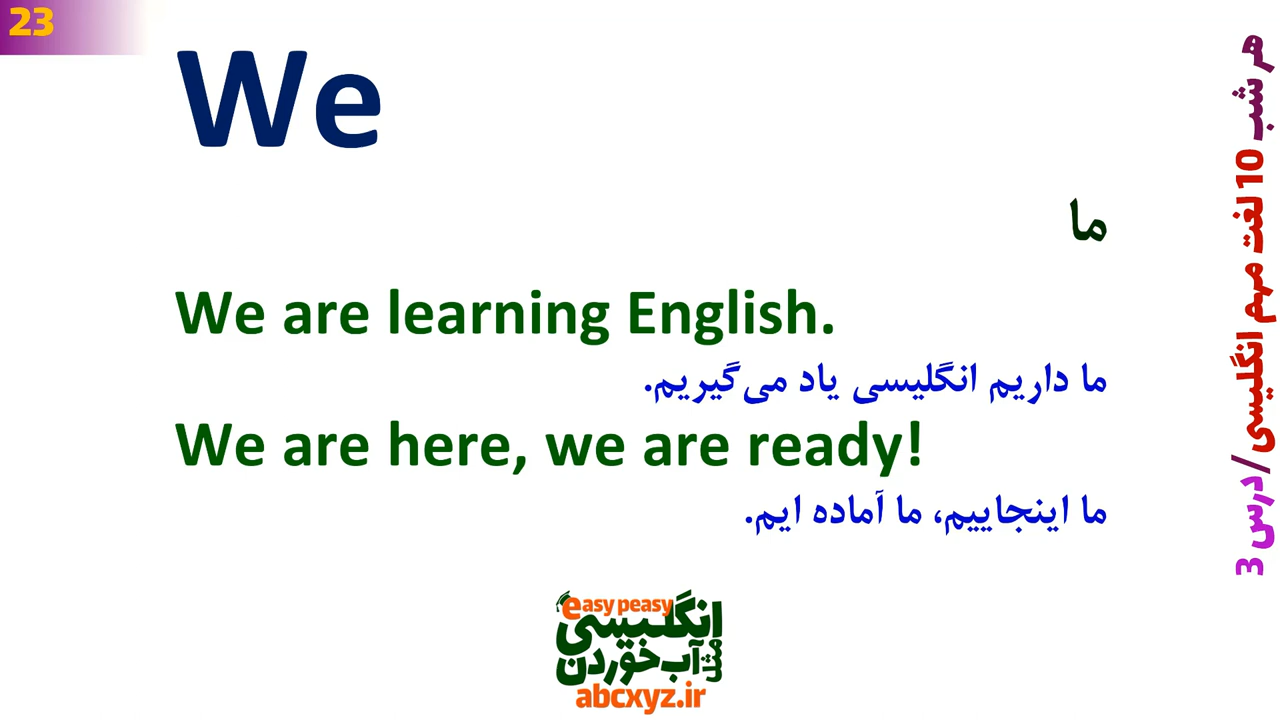 23
We
ما
We are learning English.
ما داریم انگلیسی یاد می‌گیریم.
We are here, we are ready!
ما اینجاییم، ما آماده ایم.
هر شب 10 لغت مهم انگلیسی/درس 3
easy peasy
انگلیسی
مثل آب خوردن
abcxyz.ir